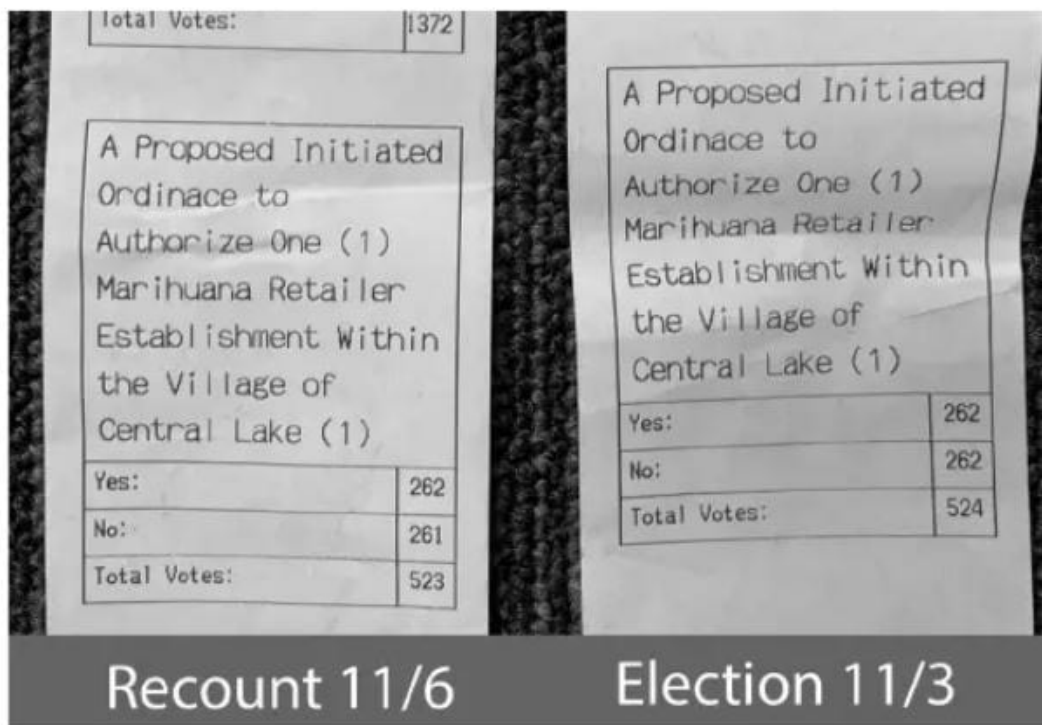 Total Votes: 1372
A Proposed Initiated
Ordinace to
Authorize One (1)
Marihuana Retailer
Establishment Within
the Village of
Central Lake (1)
Yes: 262
No: 261
Total Votes: 523
Recount 11/6
A Proposed Initiated
Ordinace to
Authorize One (1)
Marihuana Retailer
Establishment Within
the Village of
Central Lake (1)
Yes: 262
No: 262
Total Votes: 524
Election 11/3